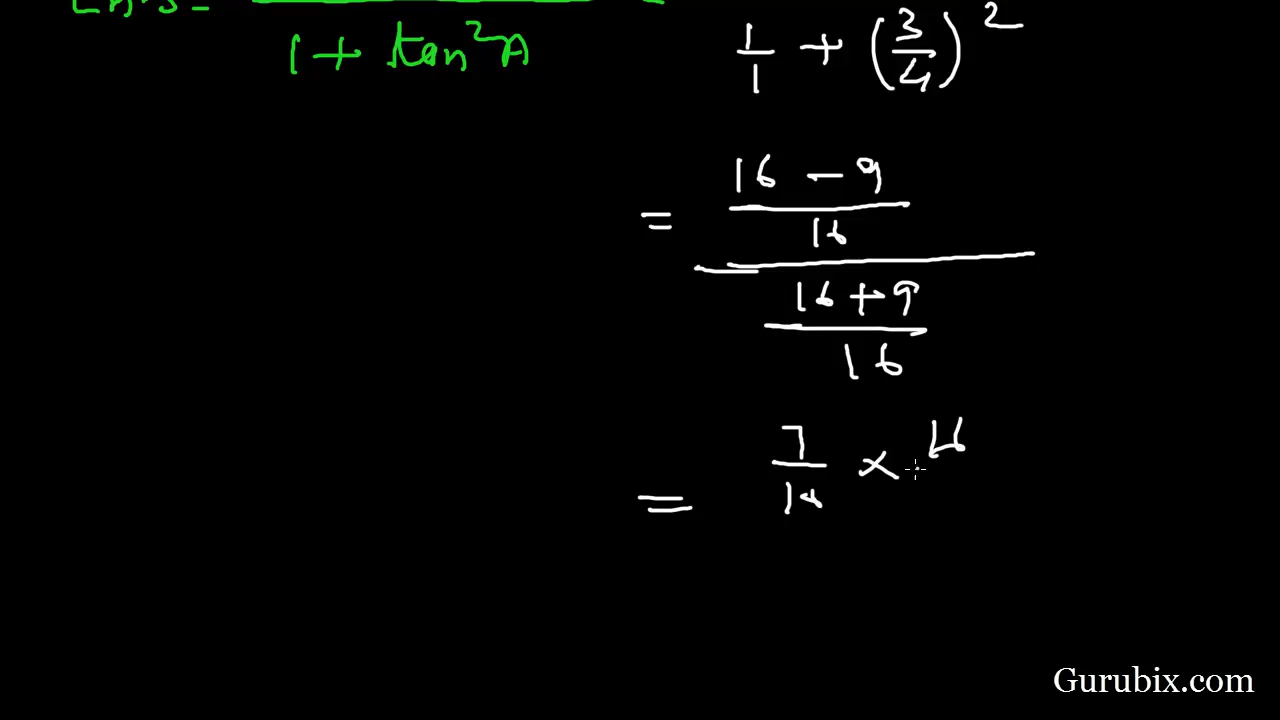 L.H.S =
1 + tan²A
1/1 + (3/4)²
= ((16 - 9)/16) / ((16 + 9)/16)
= 7/16 × 16
Gurubix.com